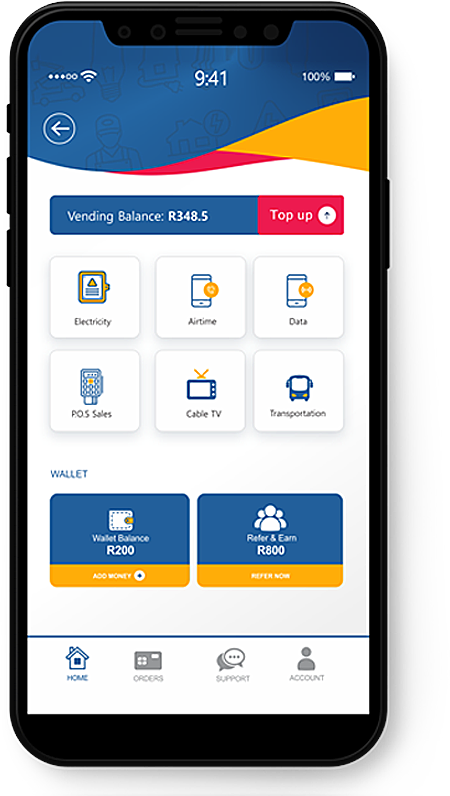 9:41
100%
Vending Balance: R348.5
Top up
Electricity
Airtime
Data
P.O.S Sales
Cable TV
Transportation
WALLET
Wallet Balance
R200
ADD MONEY
Refer & Earn
R800
REFER NOW
HOME
ORDERS
SUPPORT
ACCOUNT